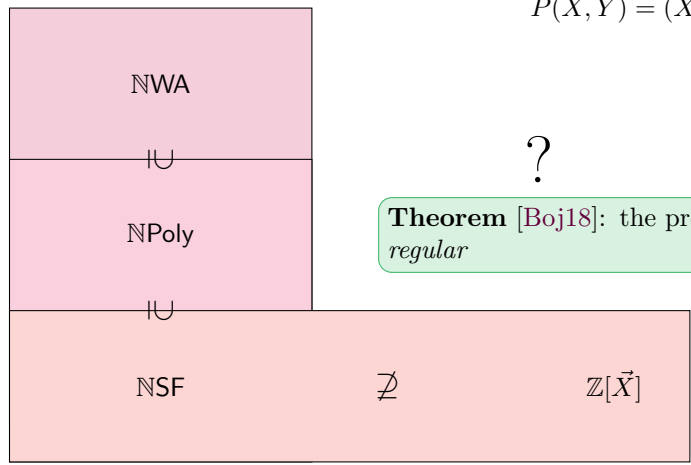 P(X, Y) = (X
ℕWA
|∪
?
Theorem [Boj18]: the pr
ℕPoly
regular
|∪
ℕSF ⊉ ℤ[X⃗]